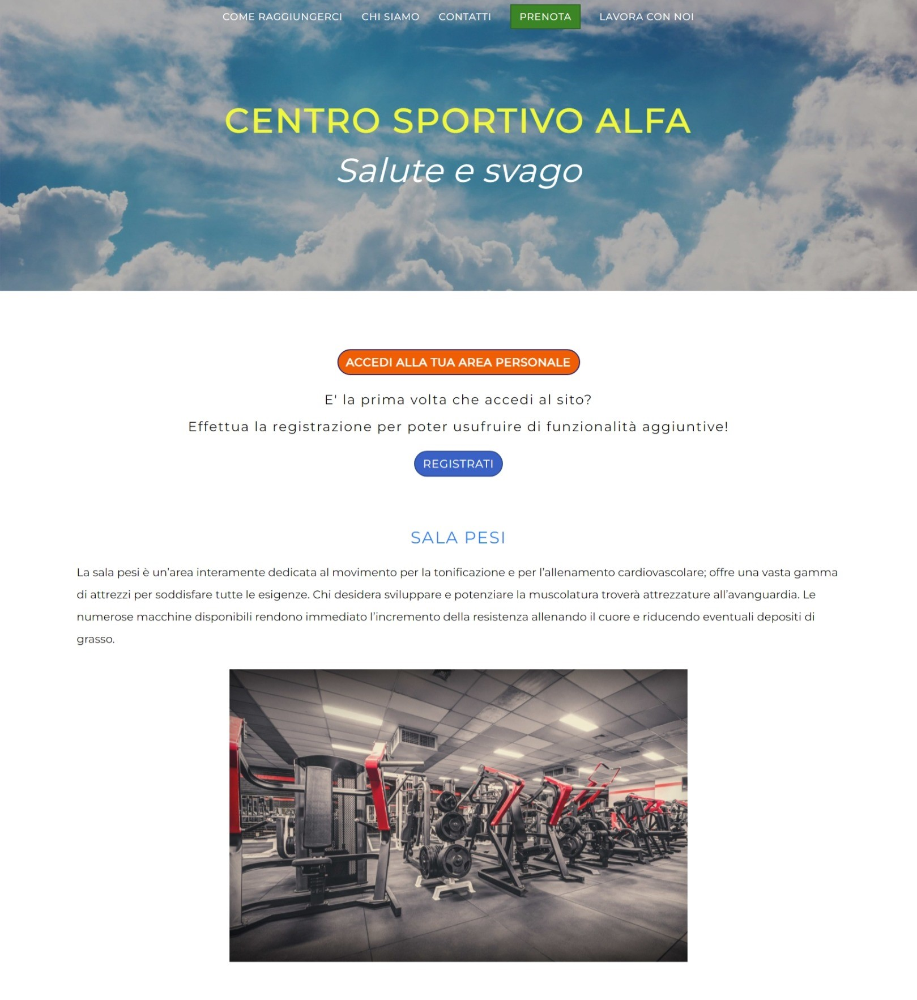 COME RAGGIUNGERCI CHI SIAMO CONTATTI PRENOTA LAVORA CON NOI
CENTRO SPORTIVO ALFA
Salute e svago
ACCEDI ALLA TUA AREA PERSONALE
E' la prima volta che accedi al sito?
Effettua la registrazione per poter usufruire di funzionalità aggiuntive!
REGISTRATI
SALA PESI
La sala pesi è un’area interamente dedicata al movimento per la tonificazione e per l’allenamento cardiovascolare; offre una vasta gamma
di attrezzi per soddisfare tutte le esigenze. Chi desidera sviluppare e potenziare la muscolatura troverà attrezzature all’avanguardia. Le
numerose macchine disponibili rendono immediato l’incremento della resistenza allenando il cuore e riducendo eventuali depositi di
grasso.